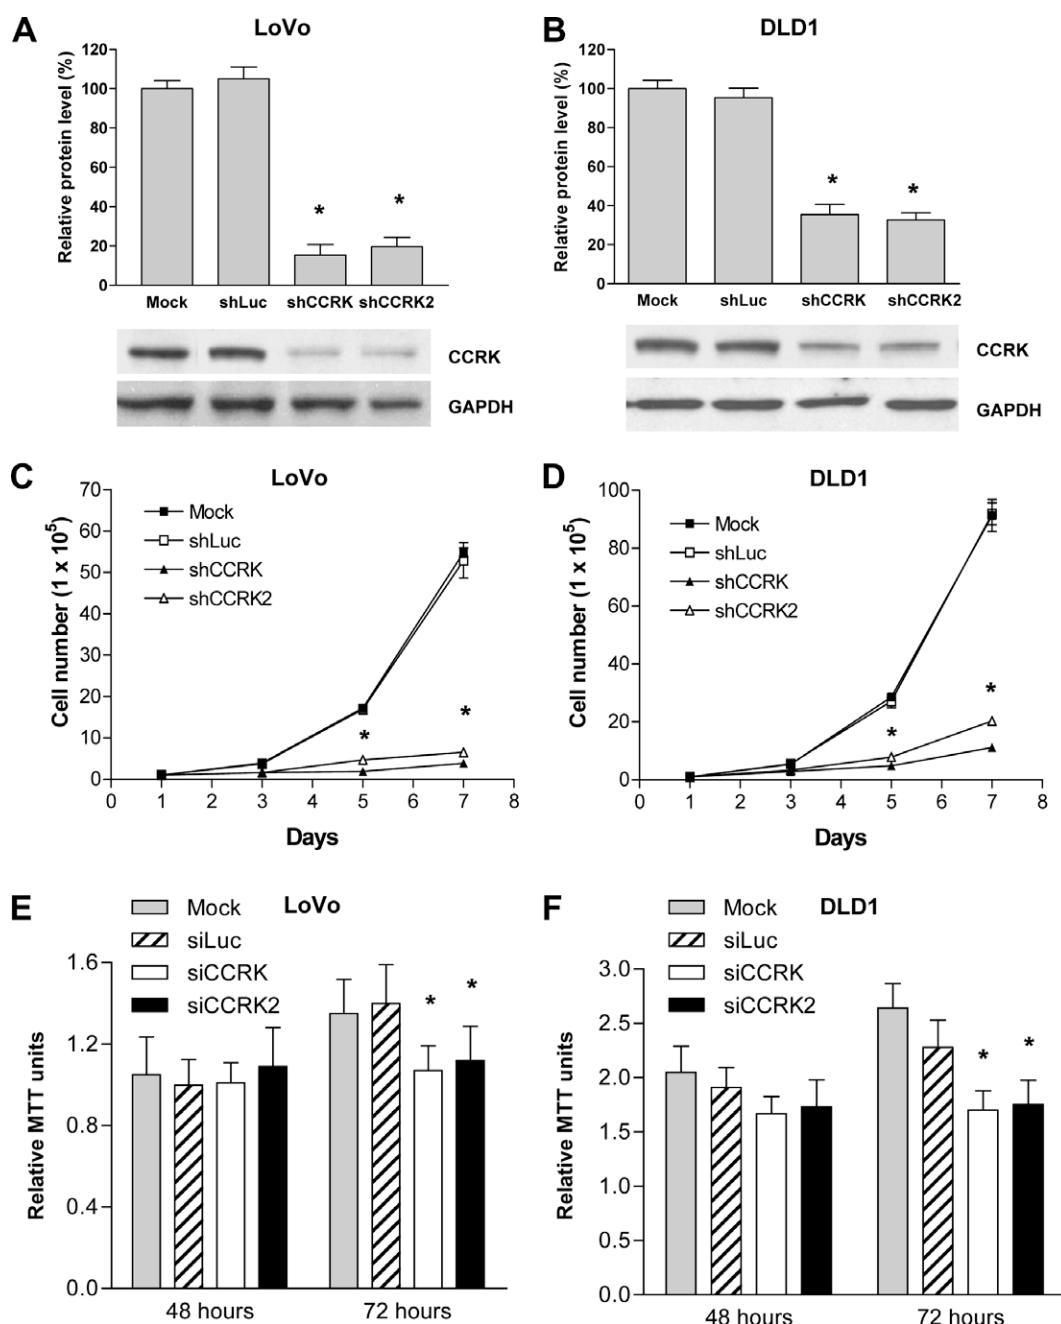 A
LoVo
Relative protein level (%)
120
100
80
60
40
20
0
*
*
Mock shLuc shCCRK shCCRK2
CCRK
GAPDH
B
DLD1
Relative protein level (%)
120
100
80
60
40
20
0
*
*
Mock shLuc shCCRK shCCRK2
CCRK
GAPDH
C
LoVo
Cell number (1 x 10⁵)
70
60
50
40
30
20
10
0
Mock
shLuc
shCCRK
shCCRK2
*
*
0 1 2 3 4 5 6 7 8
Days
D
DLD1
Cell number (1 x 10⁵)
100
80
60
40
20
0
Mock
shLuc
shCCRK
shCCRK2
*
*
0 1 2 3 4 5 6 7 8
Days
E
LoVo
Mock
siLuc
siCCRK
siCCRK2
Relative MTT units
1.6
1.2
0.8
0.4
0.0
*
*
48 hours 72 hours
F
DLD1
Mock
siLuc
siCCRK
siCCRK2
Relative MTT units
3.0
2.5
2.0
1.5
1.0
0.5
0.0
*
*
48 hours 72 hours